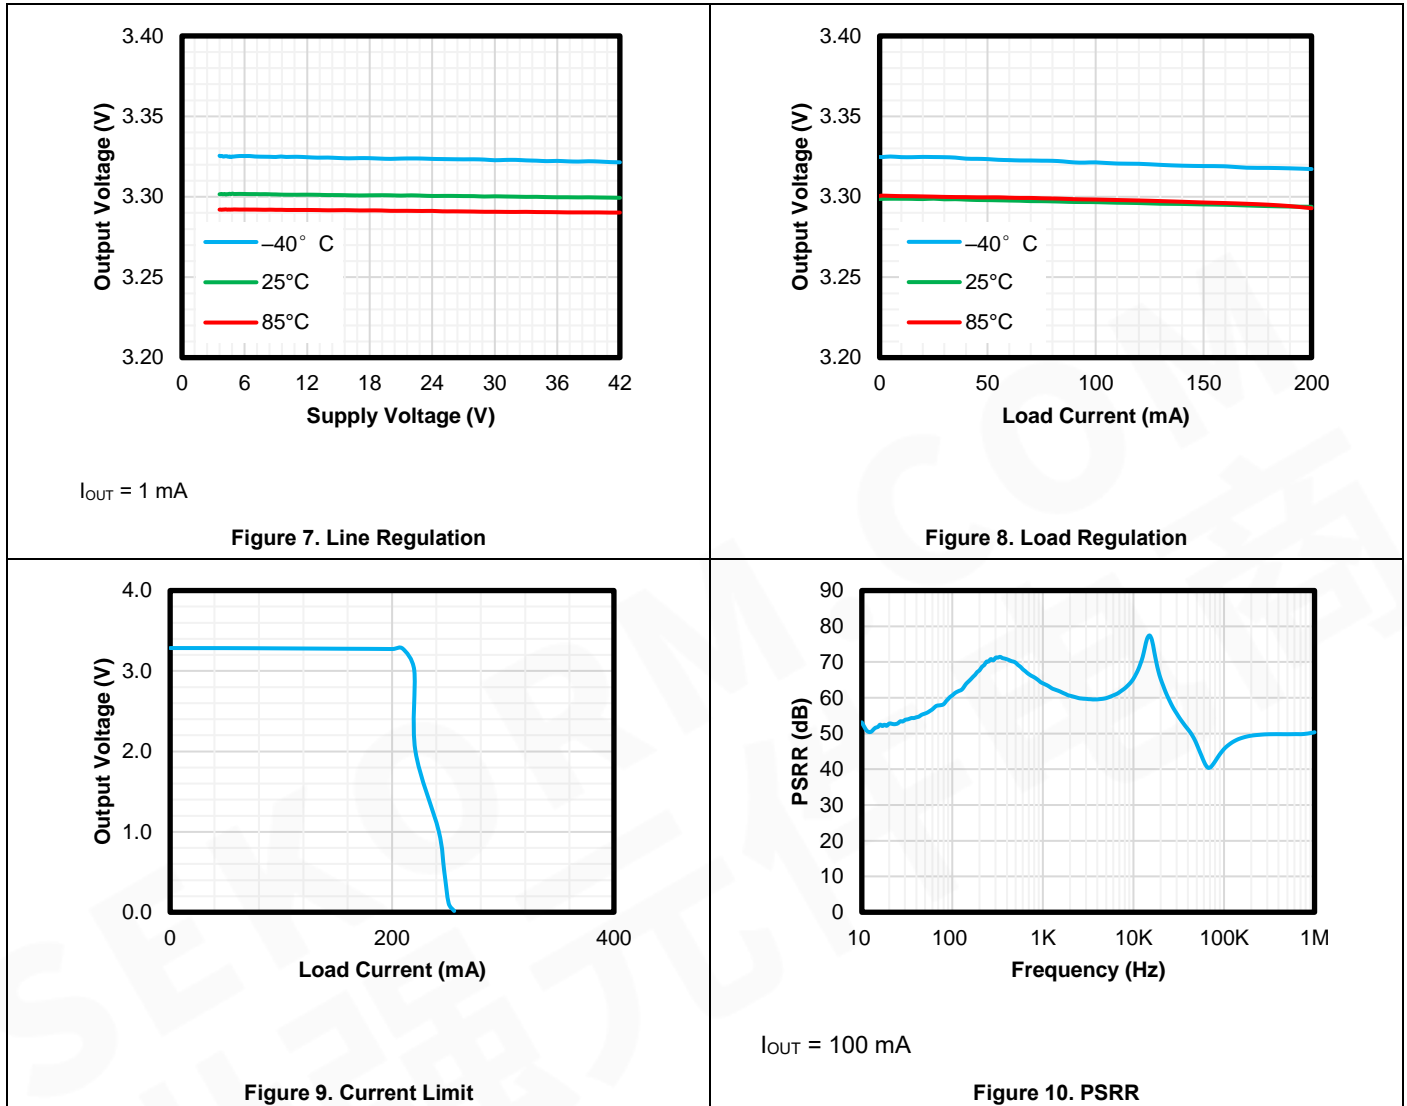 3.40
3.35
3.30
3.25
3.20
Output Voltage (V)
–40° C
25°C
85°C
0 6 12 18 24 30 36 42
Supply Voltage (V)
IOUT = 1 mA
Figure 7. Line Regulation
3.40
3.35
3.30
3.25
3.20
Output Voltage (V)
–40° C
25°C
85°C
0 50 100 150 200
Load Current (mA)
Figure 8. Load Regulation
4.0
3.0
2.0
1.0
0.0
Output Voltage (V)
0 200 400
Load Current (mA)
Figure 9. Current Limit
90
80
70
60
50
40
30
20
10
0
PSRR (dB)
10 100 1K 10K 100K 1M
Frequency (Hz)
IOUT = 100 mA
Figure 10. PSRR
SEKORM.COM